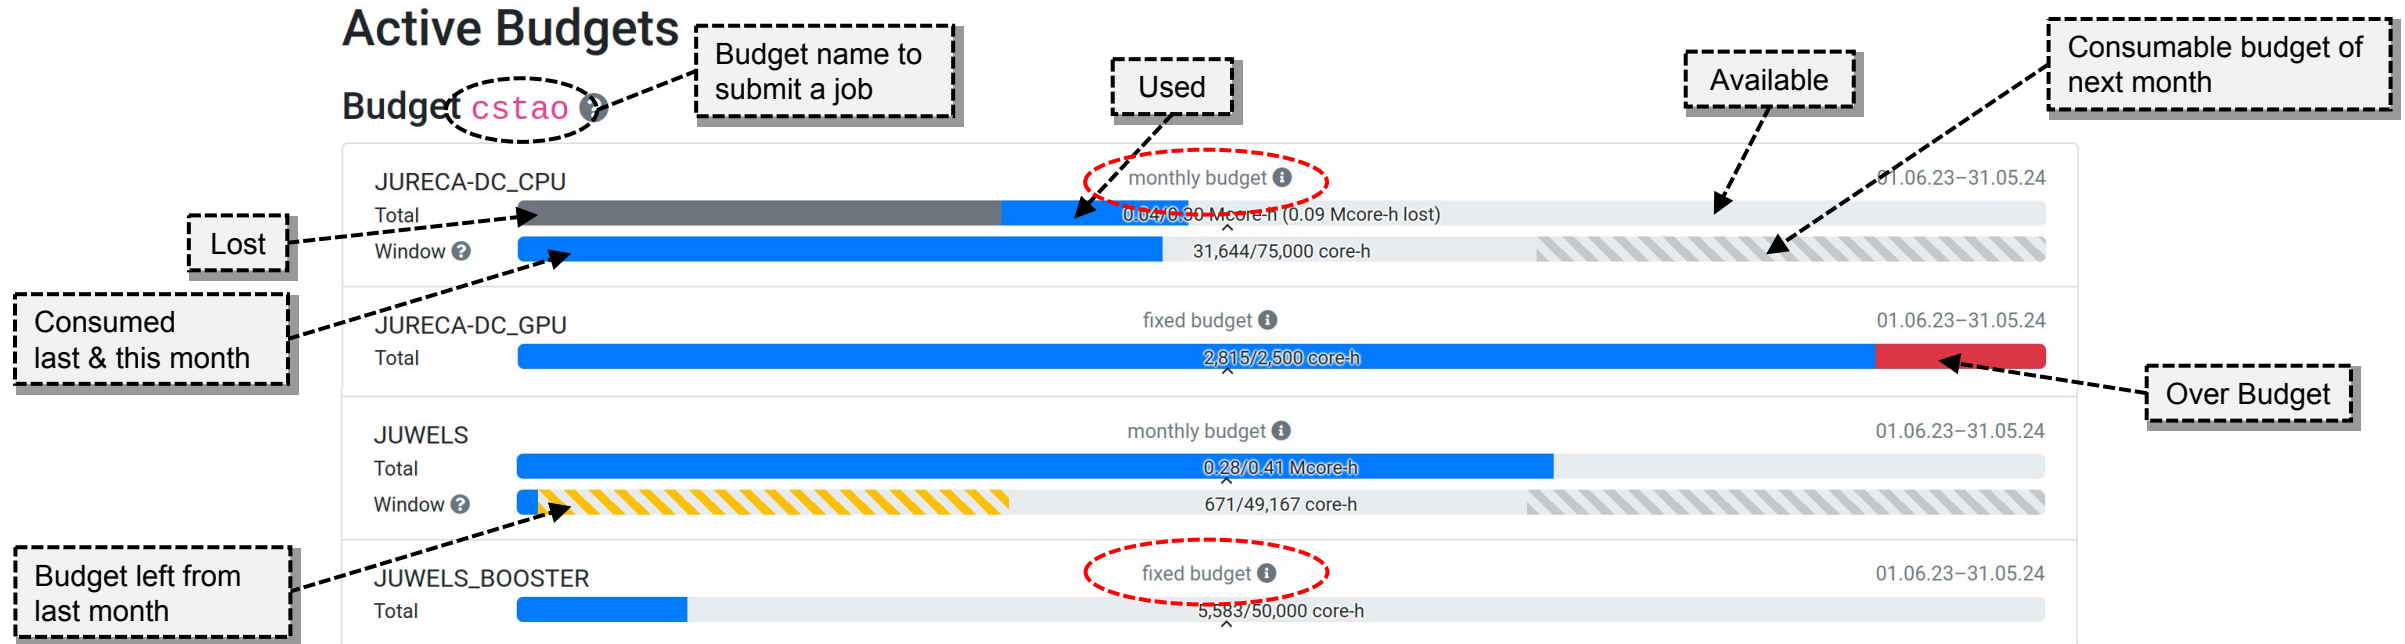 Active Budgets
Budget name to
submit a job
Used
Available
Consumable budget of
next month
Budget cstao
JURECA-DC_CPU
monthly budget
01.06.23–31.05.24
Total
0.04/0.30 Mcore-h (0.09 Mcore-h lost)
Lost
Window
31,644/75,000 core-h
Consumed
last & this month
JURECA-DC_GPU
fixed budget
01.06.23–31.05.24
Total
2,815/2,500 core-h
Over Budget
JUWELS
monthly budget
01.06.23–31.05.24
Total
0.28/0.41 Mcore-h
Window
671/49,167 core-h
Budget left from
last month
JUWELS_BOOSTER
fixed budget
01.06.23–31.05.24
Total
5,583/50,000 core-h